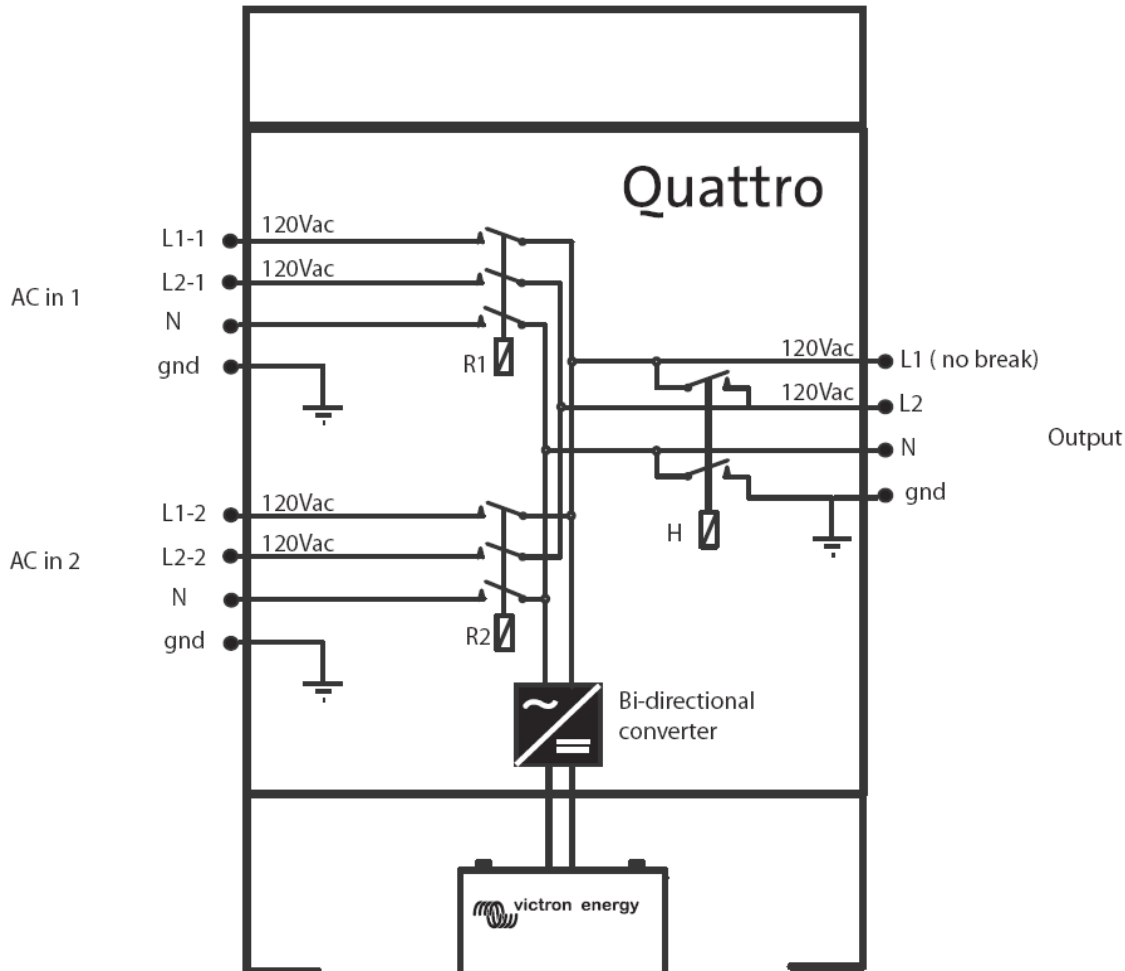 Quattro
AC in 1
L1-1
120Vac
L2-1
120Vac
N
gnd
R1
120Vac
L1 ( no break)
120Vac
L2
N
gnd
Output
H
AC in 2
L1-2
120Vac
L2-2
120Vac
N
gnd
R2
Bi-directional
converter
victron energy